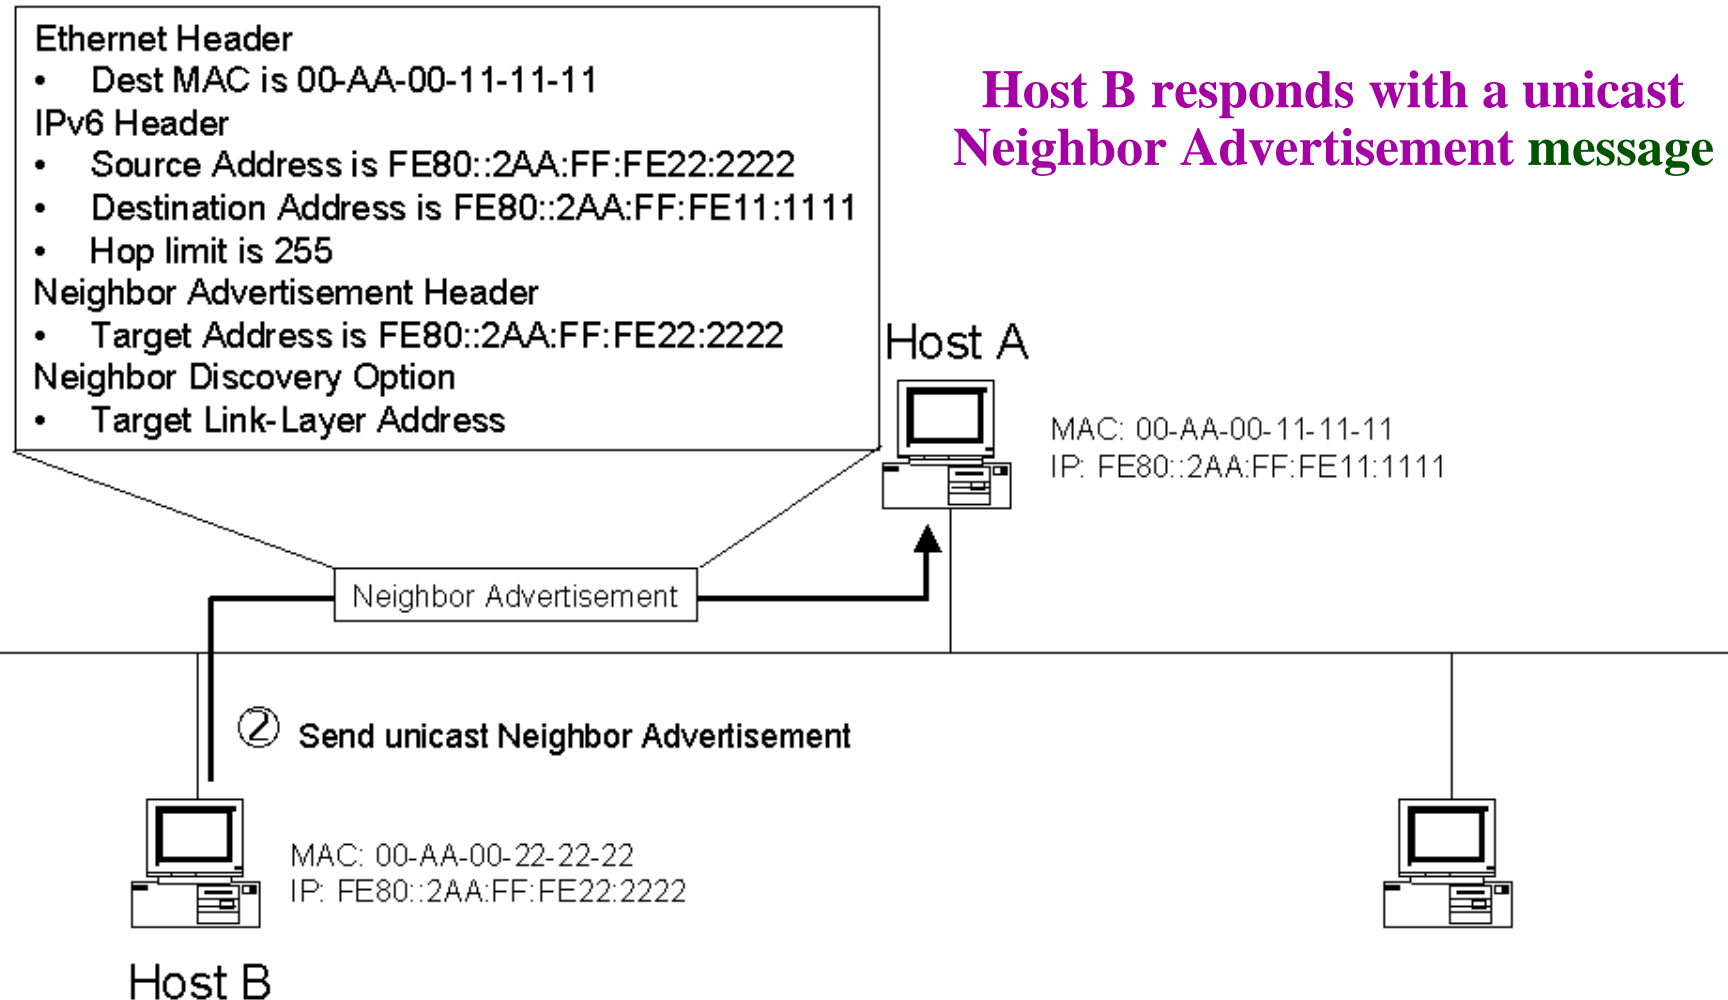 Ethernet Header
• Dest MAC is 00-AA-00-11-11-11
IPv6 Header
• Source Address is FE80::2AA:FF:FE22:2222
• Destination Address is FE80::2AA:FF:FE11:1111
• Hop limit is 255
Neighbor Advertisement Header
• Target Address is FE80::2AA:FF:FE22:2222
Neighbor Discovery Option
• Target Link-Layer Address
Host B responds with a unicast
Neighbor Advertisement message
Host A
MAC: 00-AA-00-11-11-11
IP: FE80::2AA:FF:FE11:1111
Neighbor Advertisement
② Send unicast Neighbor Advertisement
MAC: 00-AA-00-22-22-22
IP: FE80::2AA:FF:FE22:2222
Host B